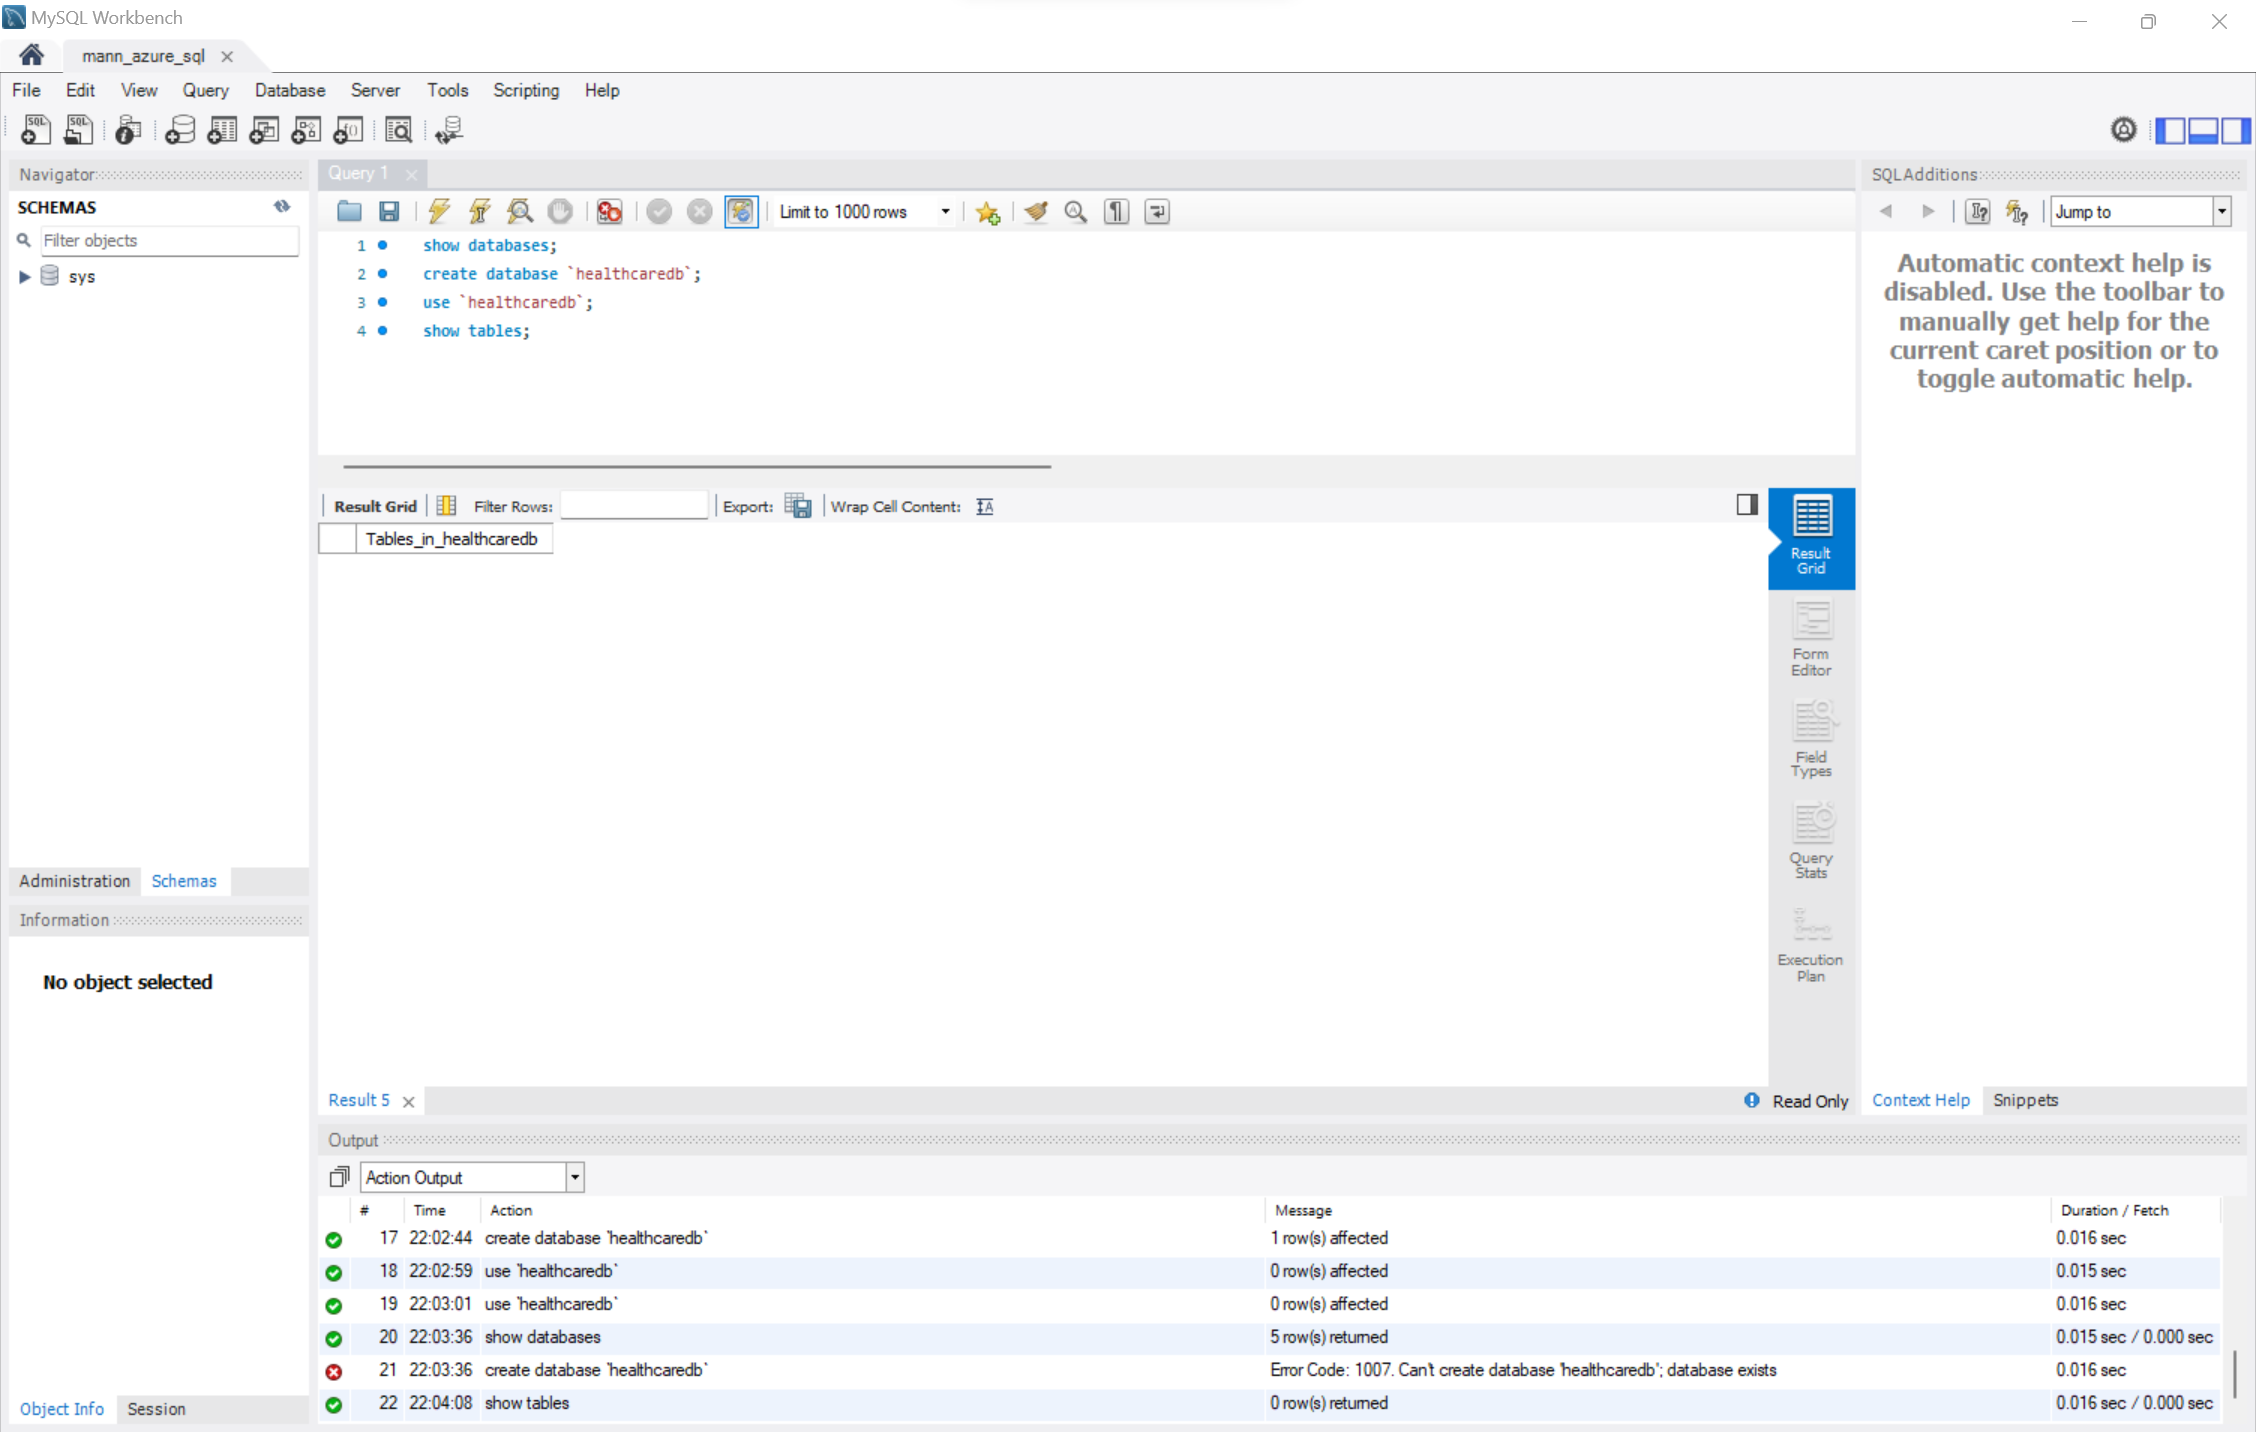 MySQL Workbench
mann_azure_sql
File Edit View Query Database Server Tools Scripting Help
Navigator
SCHEMAS
Filter objects
sys
Administration Schemas
Information
No object selected
Object Info Session
Query 1
Limit to 1000 rows
1 show databases;
2 create database `healthcaredb`;
3 use `healthcaredb`;
4 show tables;
Result Grid Filter Rows: Export: Wrap Cell Content:
Tables_in_healthcaredb
Result
Grid
Form
Editor
Field
Types
Query
Stats
Execution
Plan
Result 5 Read Only
SQLAdditions
Jump to
Automatic context help is
disabled. Use the toolbar to
manually get help for the
current caret position or to
toggle automatic help.
Context Help Snippets
Output
Action Output
# Time Action Message Duration / Fetch
17 22:02:44 create database `healthcaredb` 1 row(s) affected 0.016 sec
18 22:02:59 use `healthcaredb` 0 row(s) affected 0.015 sec
19 22:03:01 use `healthcaredb` 0 row(s) affected 0.016 sec
20 22:03:36 show databases 5 row(s) returned 0.015 sec / 0.000 sec
21 22:03:36 create database `healthcaredb` Error Code: 1007. Can't create database 'healthcaredb'; database exists 0.016 sec
22 22:04:08 show tables 0 row(s) returned 0.016 sec / 0.000 sec